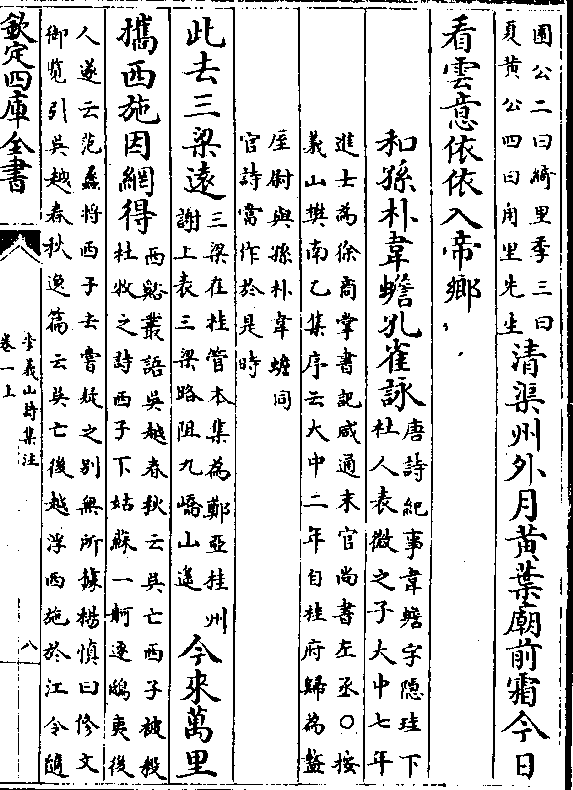 園公二曰綺里季三曰
夏黃公四曰甪里先生
清渠州外月黃葉廟前霜今日
看雲意依依入帝鄉
和孫朴韋蟾孔雀詠
唐詩紀事韋蟾字隱珪下
杜人表微之子大中七年
進士為徐商掌書記咸通末官尚書左丞○按
義山樊南乙集序云大中二年自桂府歸為盩
厔尉與孫朴韋蟾同
官詩當作於是時
此去三梁遠
三梁在桂管本集為鄭亞桂州
謝上表三梁路阻九嶠山遥
今來萬里
攜西施因網得
西谿叢語吳越春秋云吳亡西子被殺
杜牧之詩西子下姑蘇一舸逐鴟夷後
人遂云范蠡將西子去嘗疑之别無所據楊慎曰修文
御覽引吳越春秋逸篇云吳亡後越浮西施於江令隨
欽定四庫全書
李義山詩集注
卷一上
八